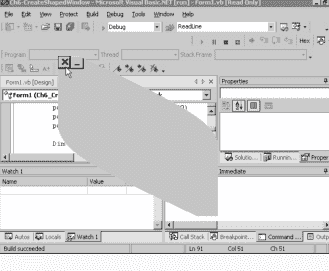 Ch6-CreateShapedWindow - Microsoft Visual Basic.NET [run] - Form1.vb [Read Only]
File Edit View Project Build Debug Tools Window Help
Debug ReadLine
Hex
Program Thread Stack Frame
Form1.vb [Design] Properties
Form1 (Ch6_Cr
Dim
Solutio... Runnin... Proper
Watch 1 Immediate
Name Value
Autos Locals Watch 1 Call Stack Breakpoint... Command ... Outp
Build succeeded Ln 91 Col 51 Ch 51